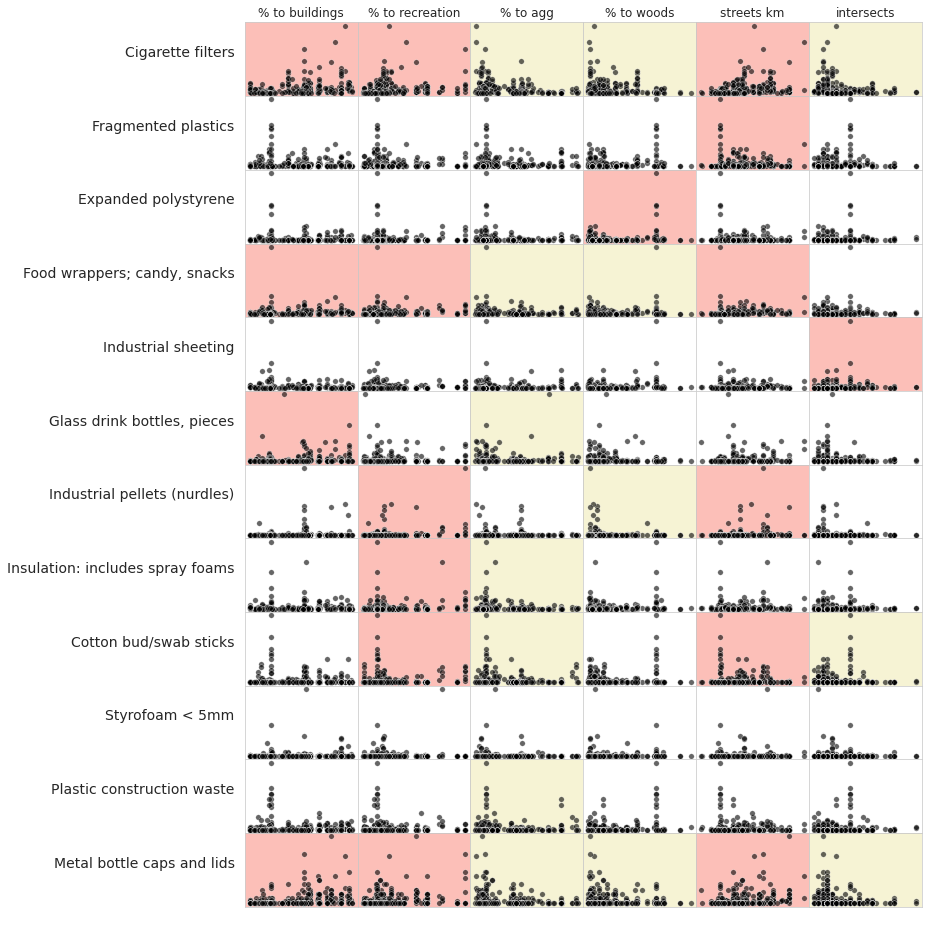 % to buildings % to recreation % to agg % to woods streets km intersects
Cigarette filters
Fragmented plastics
Expanded polystyrene
Food wrappers; candy, snacks
Industrial sheeting
Glass drink bottles, pieces
Industrial pellets (nurdles)
Insulation: includes spray foams
Cotton bud/swab sticks
Styrofoam < 5mm
Plastic construction waste
Metal bottle caps and lids